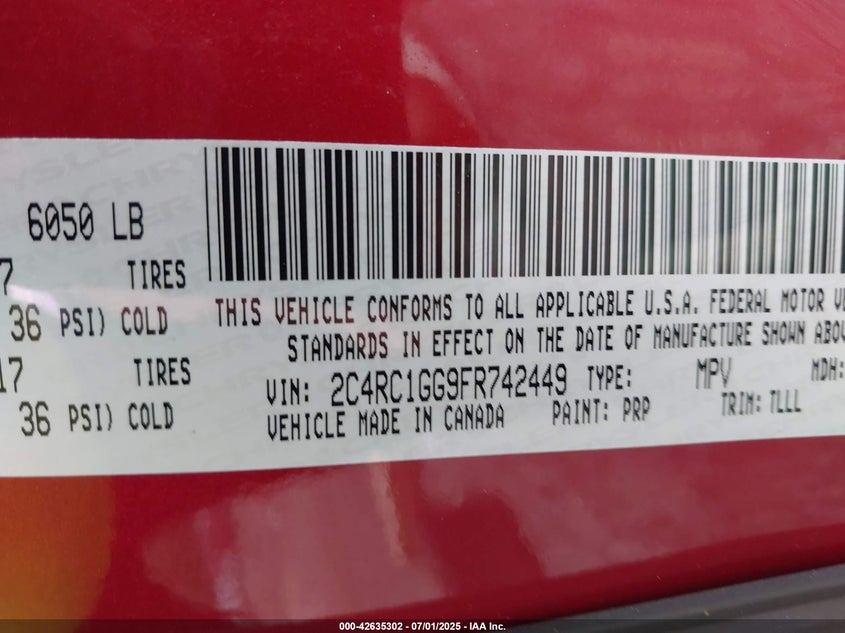 6050 LB
7 TIRES
36 PSI) COLD
17 TIRES
36 PSI) COLD
THIS VEHICLE CONFORMS TO ALL APPLICABLE U.S.A. FEDERAL MOTOR VE
STANDARDS IN EFFECT ON THE DATE OF MANUFACTURE SHOWN ABOV
VIN: 2C4RC1GG9FR742449 TYPE: MPV MDH:
VEHICLE MADE IN CANADA PAINT: PRP TRIM: TLLL
000-42635302 - 07/01/2025 - IAA Inc.